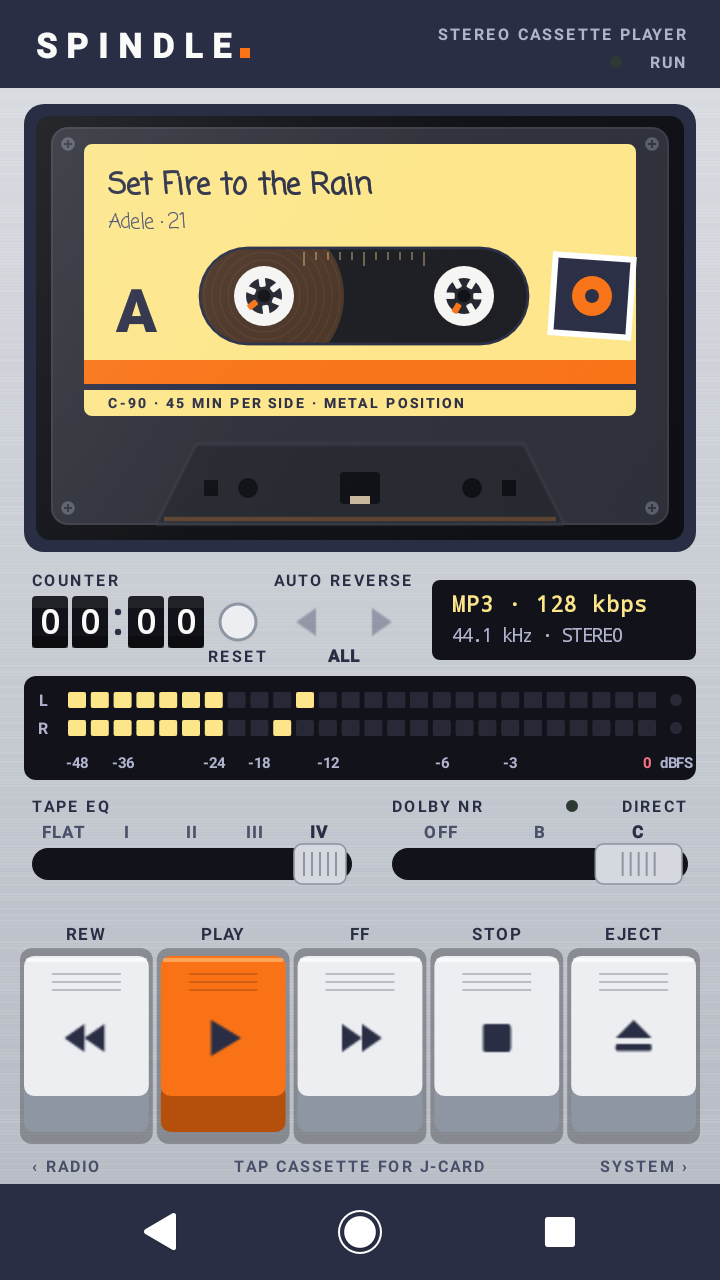 SPINDLE.
STEREO CASSETTE PLAYER
RUN
Set Fire to the Rain
Adele · 21
A
C-90 · 45 MIN PER SIDE · METAL POSITION
COUNTER
AUTO REVERSE
00:00
RESET
ALL
MP3 · 128 kbps
44.1 kHz · STEREO
L
R
-48 -36 -24 -18 -12 -6 -3 0 dBFS
TAPE EQ
FLAT I II III IV
DOLBY NR
DIRECT
OFF B C
REW PLAY FF STOP EJECT
‹ RADIO
TAP CASSETTE FOR J-CARD
SYSTEM ›